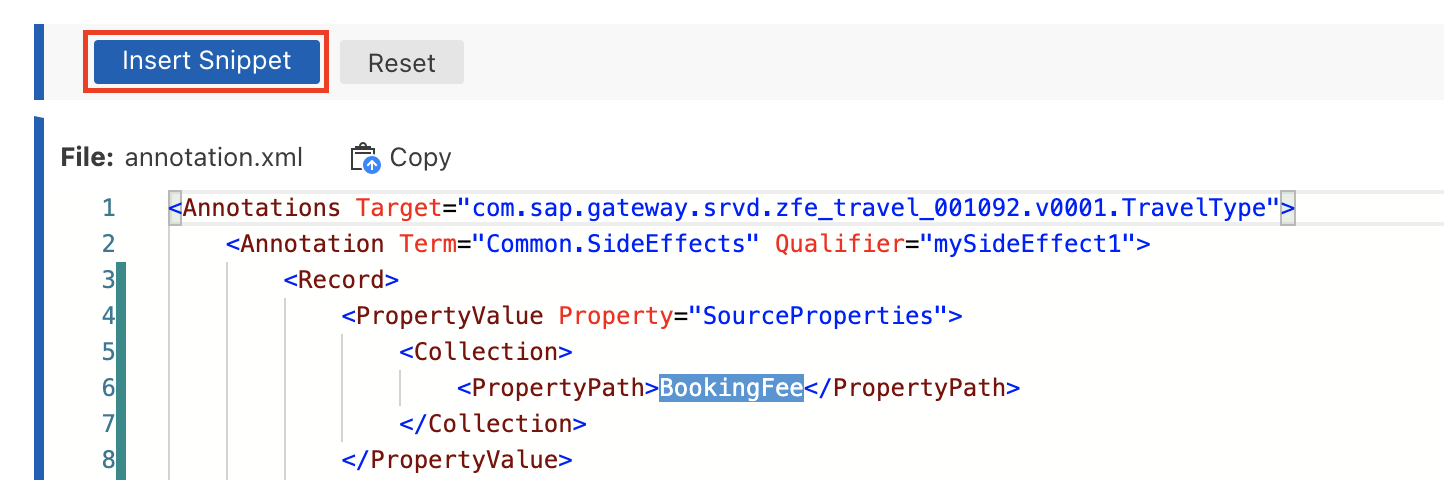 Insert Snippet Reset
File: annotation.xml Copy
1 <Annotations Target="com.sap.gateway.srvd.zfe_travel_001092.v0001.TravelType">
2 <Annotation Term="Common.SideEffects" Qualifier="mySideEffect1">
3 <Record>
4 <PropertyValue Property="SourceProperties">
5 <Collection>
6 <PropertyPath>BookingFee</PropertyPath>
7 </Collection>
8 </PropertyValue>